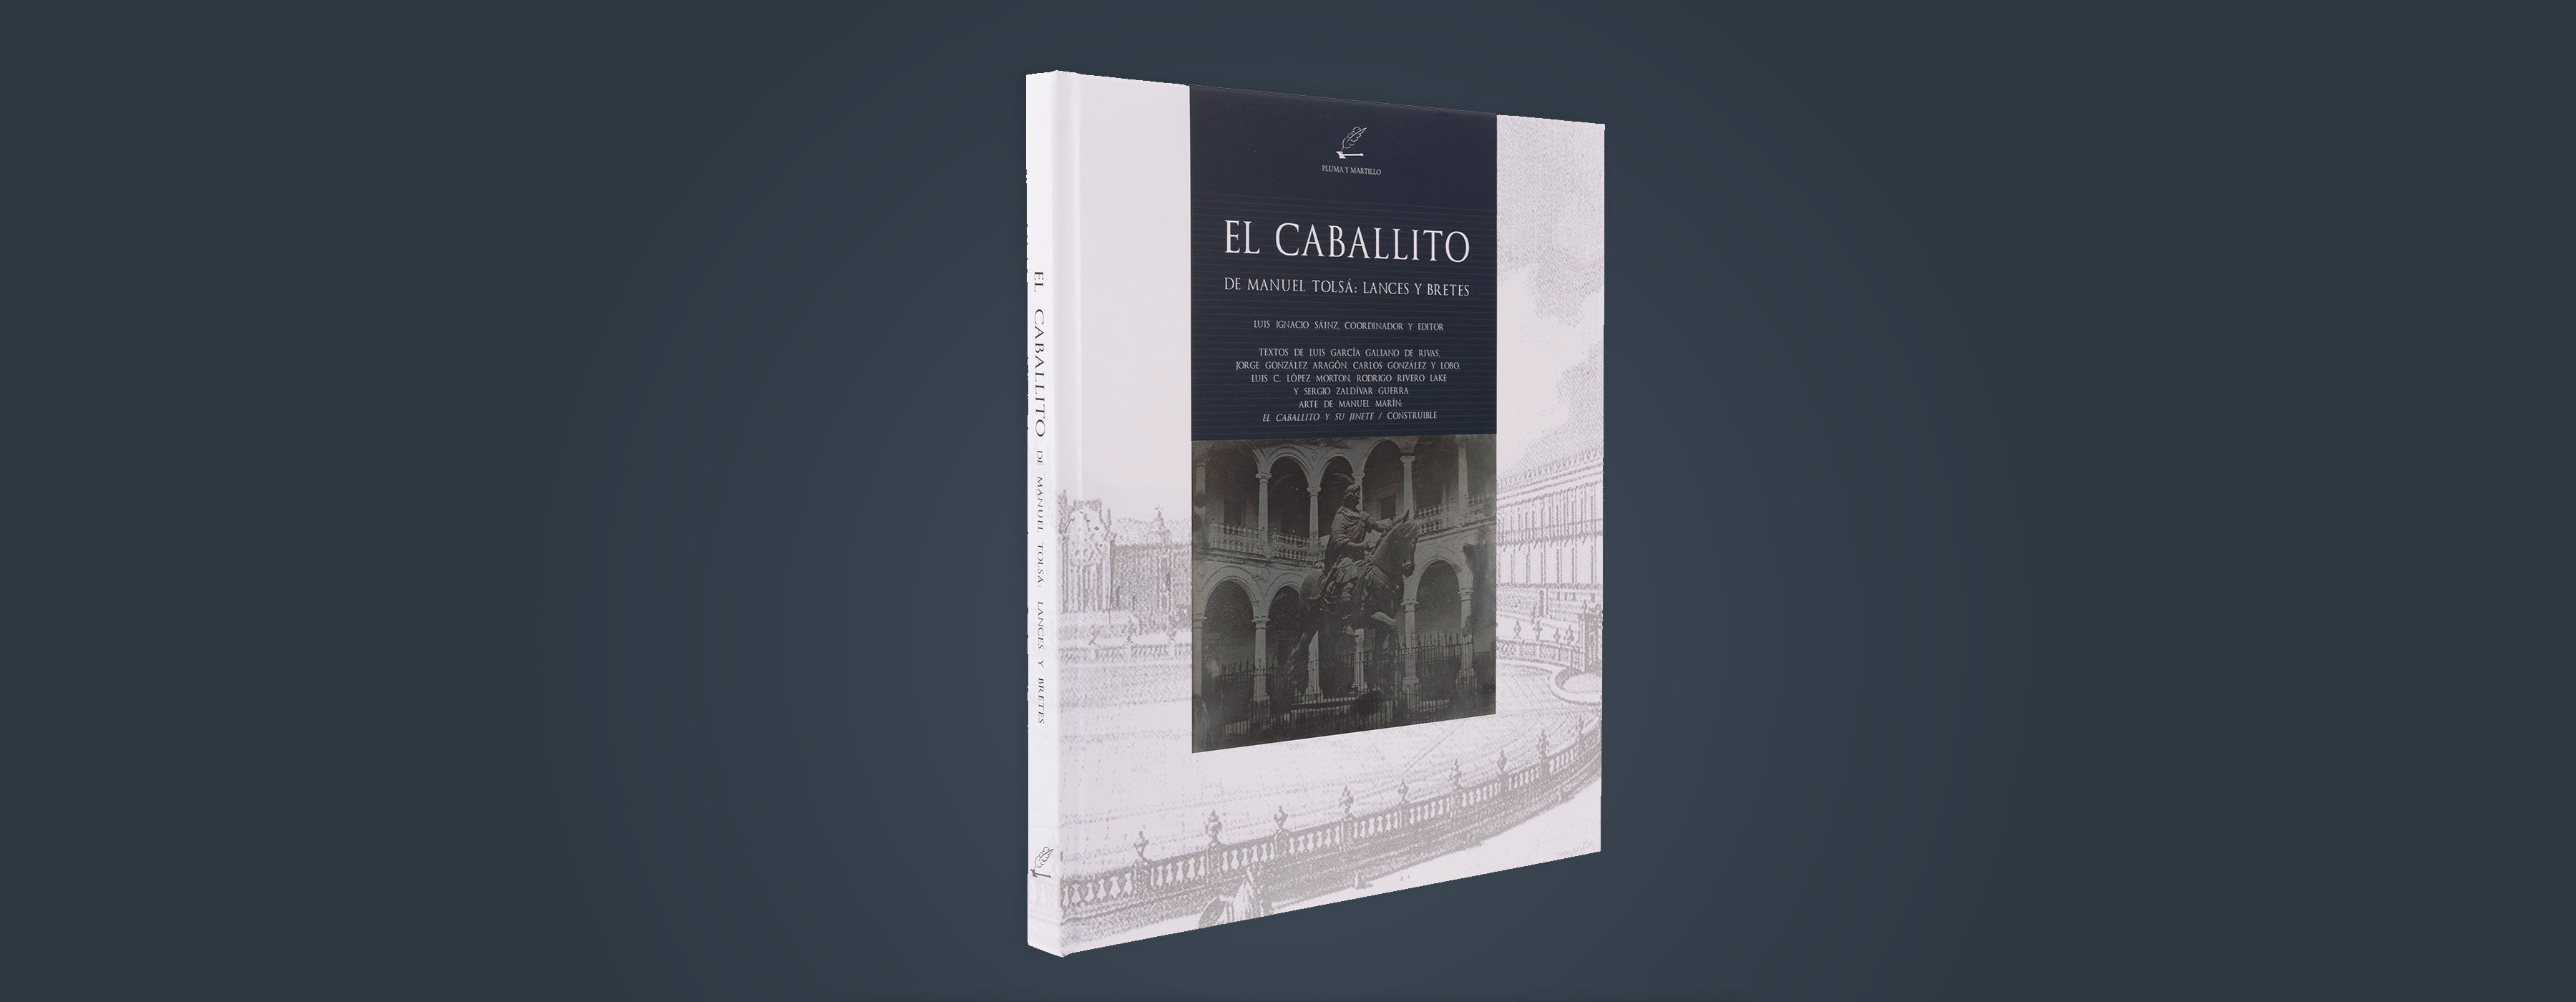 PLUMA Y MARTILLO
EL CABALLITO
DE MANUEL TOLSÁ: LANCES Y BRETES
LUIS IGNACIO SÁINZ, COORDINADOR Y EDITOR
TEXTOS DE LUIS GARCÍA GALIANO DE RIVAS,
JORGE GONZÁLEZ ARAGÓN, CARLOS GONZÁLEZ Y LOBO,
LUIS C. LÓPEZ MORTON, RODRIGO RIVERO LAKE
Y SERGIO ZALDÍVAR GUERRA
ARTE DE MANUEL MARÍN:
EL CABALLITO Y SU JINETE / CONSTRUIBLE
EL CABALLITO DE MANUEL TOLSÁ: LANCES Y BRETES